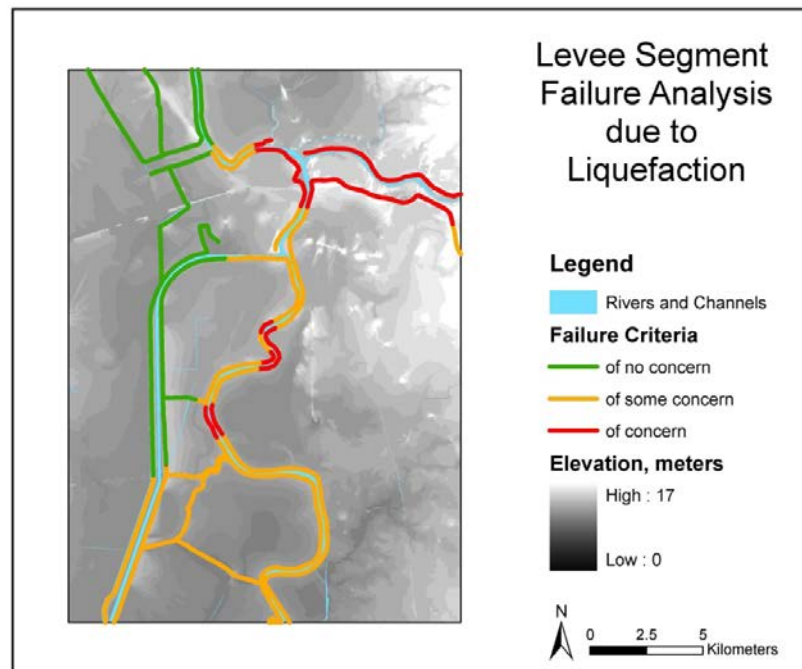 Levee Segment
Failure Analysis
due to
Liquefaction
Legend
Rivers and Channels
Failure Criteria
of no concern
of some concern
of concern
Elevation, meters
High : 17
Low : 0
N
0 2.5 5
Kilometers